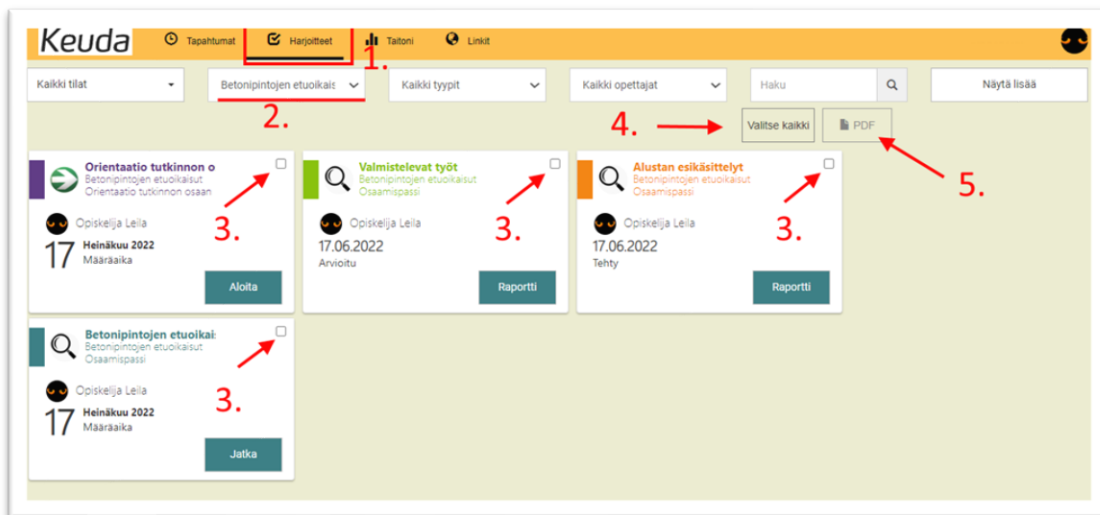 Keuda Tapahtumat Harjoitteet Taitoni Linkit
1.
Kaikki tilat Betonipintojen etuoikais Kaikki tyypit Kaikki opettajat Haku Näytä lisää
2. 4. Valitse kaikki PDF
5.
Orientaatio tutkinnon o
Betonipintojen etuoikaisut
Orientaatio tutkinnon osaan
Opiskelija Leila
3.
17 Heinäkuu 2022
Määräaika
Aloita
Valmistelevat työt
Betonipintojen etuoikaisut
Osaamispassi
Opiskelija Leila
3.
17.06.2022
Arvioitu
Raportti
Alustan esikäsittelyt
Betonipintojen etuoikaisut
Osaamispassi
Opiskelija Leila
3.
17.06.2022
Tehty
Raportti
Betonipintojen etuoikai:
Betonipintojen etuoikaisut
Osaamispassi
Opiskelija Leila
3.
17 Heinäkuu 2022
Määräaika
Jatka